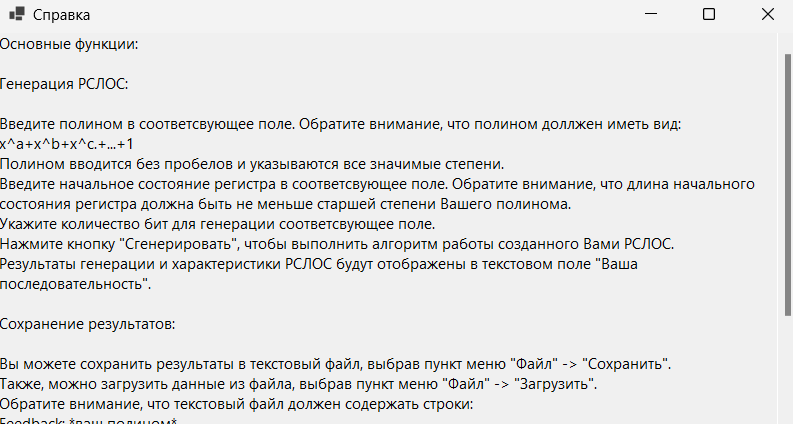 Справка
Основные функции:
Генерация РСЛОС:
Введите полином в соответсвующее поле. Обратите внимание, что полином доллжен иметь вид:
x^a+x^b+x^c.+...+1
Полином вводится без пробелов и указываются все значимые степени.
Введите начальное состояние регистра в соответсвующее поле. Обратите внимание, что длина начального
состояния регистра должна быть не меньше старшей степени Вашего полинома.
Укажите количество бит для генерации соответсвующее поле.
Нажмите кнопку "Сгенерировать", чтобы выполнить алгоритм работы созданного Вами РСЛОС.
Результаты генерации и характеристики РСЛОС будут отображены в текстовом поле "Ваша
последовательность".
Сохранение результатов:
Вы можете сохранить результаты в текстовый файл, выбрав пункт меню "Файл" -> "Сохранить".
Также, можно загрузить данные из файла, выбрав пункт меню "Файл" -> "Загрузить".
Обратите внимание, что текстовый файл должен содержать строки:
Feedback: *ваш полином*